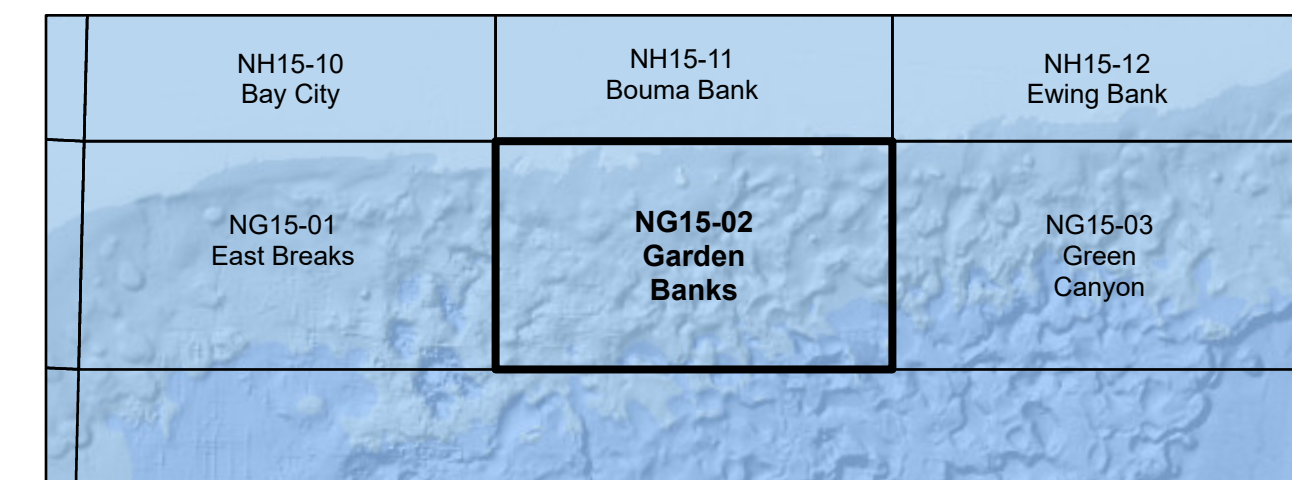 NH15-10
Bay City
NH15-11
Bouma Bank
NH15-12
Ewing Bank
NG15-01
East Breaks
NG15-02
Garden
Banks
NG15-03
Green
Canyon